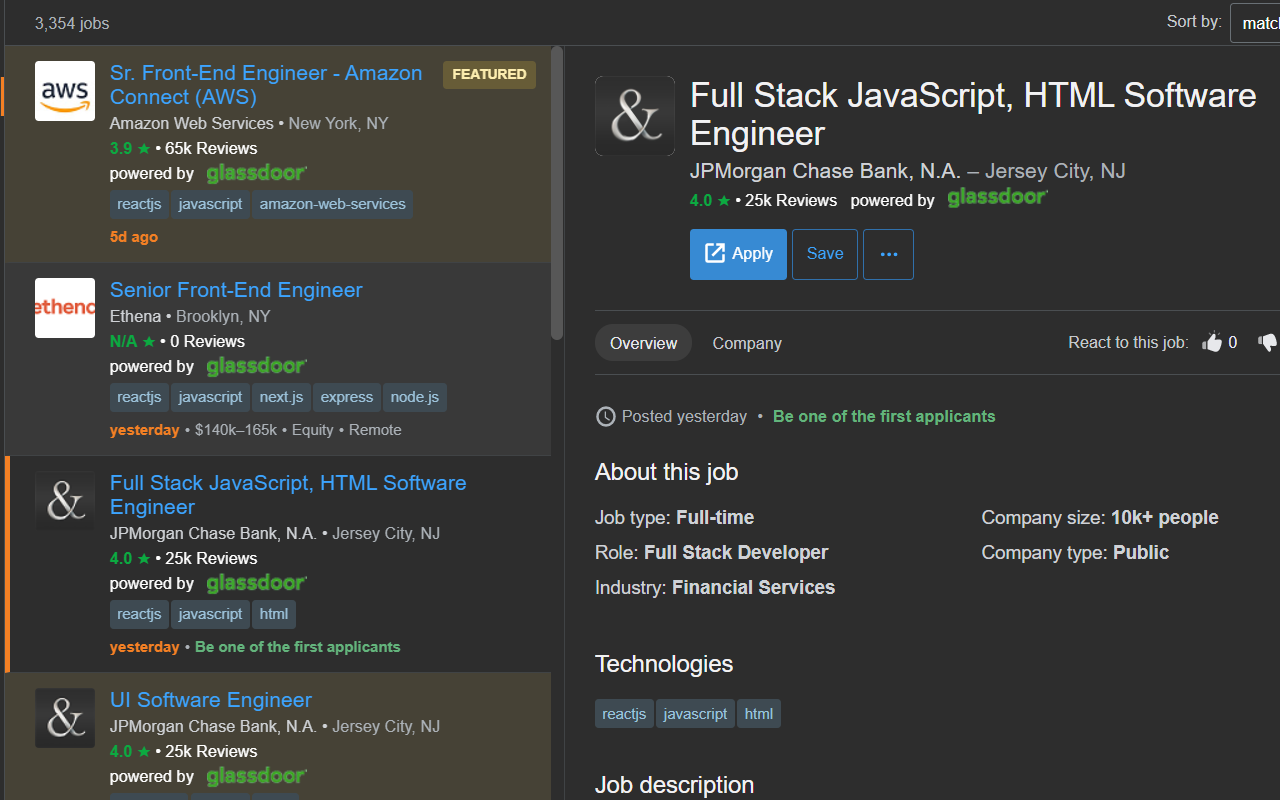 3,354 jobs
Sort by:
aws
Sr. Front-End Engineer - Amazon
Connect (AWS)
FEATURED
Amazon Web Services • New York, NY
3.9 ★ • 65k Reviews
powered by glassdoor
reactjs javascript amazon-web-services
5d ago
Senior Front-End Engineer
Ethena • Brooklyn, NY
N/A ★ • 0 Reviews
powered by glassdoor
reactjs javascript next.js express node.js
yesterday • $140k–165k • Equity • Remote
&
Full Stack JavaScript, HTML Software
Engineer
JPMorgan Chase Bank, N.A. • Jersey City, NJ
4.0 ★ • 25k Reviews
powered by glassdoor
reactjs javascript html
yesterday • Be one of the first applicants
&
UI Software Engineer
JPMorgan Chase Bank, N.A. • Jersey City, NJ
4.0 ★ • 25k Reviews
powered by glassdoor
&
Full Stack JavaScript, HTML Software
Engineer
JPMorgan Chase Bank, N.A. – Jersey City, NJ
4.0 ★ • 25k Reviews powered by glassdoor
Apply Save ...
Overview Company React to this job: 0
Posted yesterday • Be one of the first applicants
About this job
Job type: Full-time
Company size: 10k+ people
Role: Full Stack Developer
Company type: Public
Industry: Financial Services
Technologies
reactjs javascript html
Job description